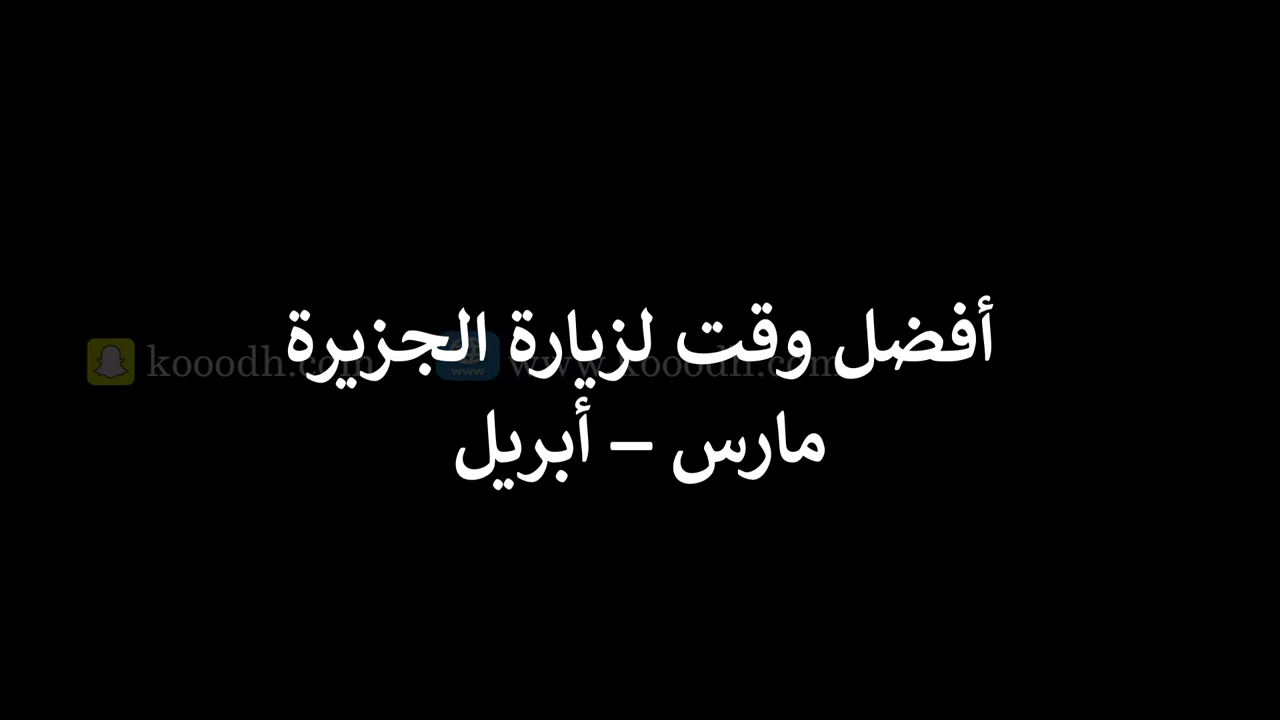 أفضل وقت لزيارة الجزيرة
kooodh.com www.kooodh.com
مارس – أبريل